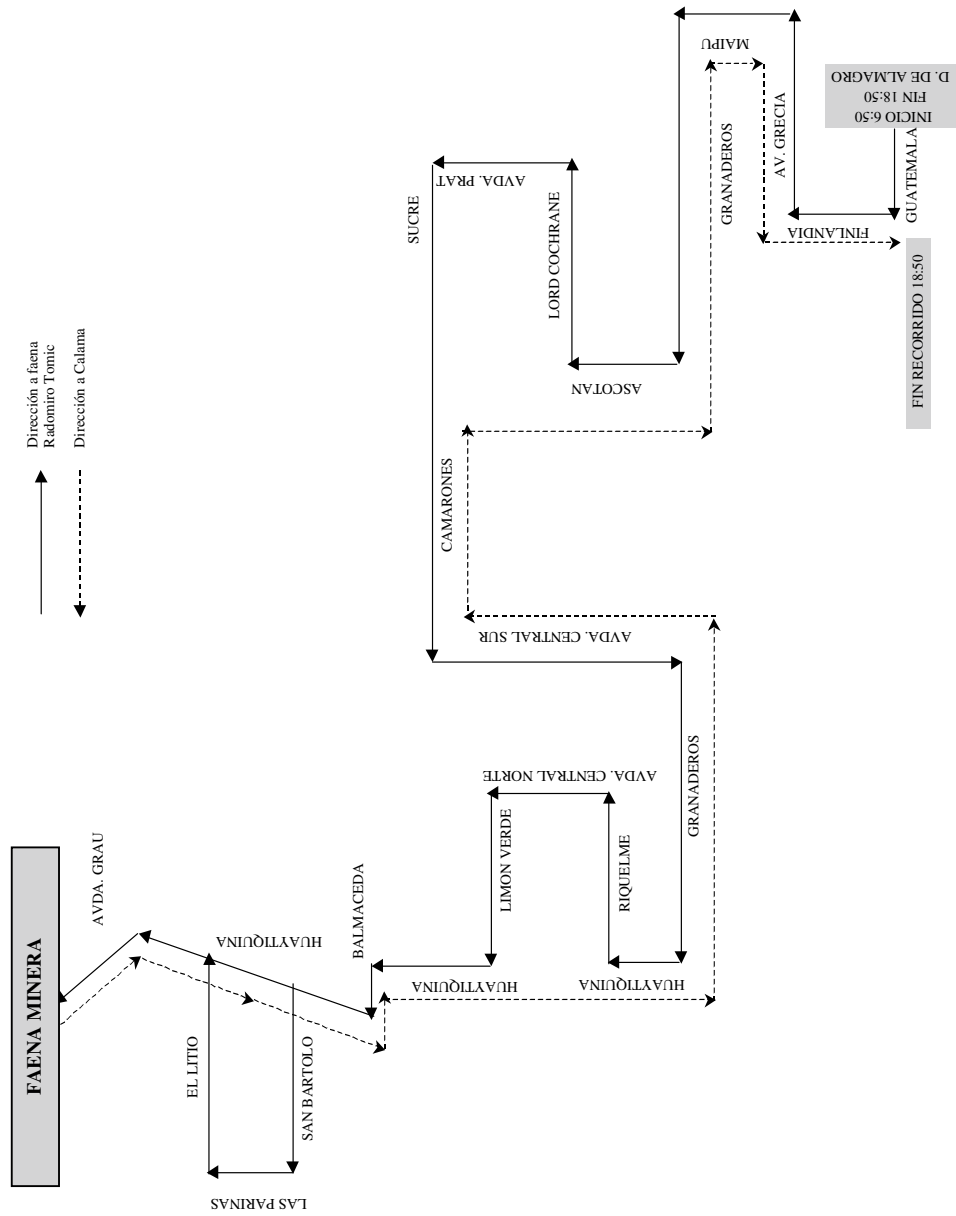 FAENA MINERA
AVDA. GRAU
HUAYTIQUINA
EL LITIO
SAN BARTOLO
LAS PARINAS
BALMACEDA
HUAYTIQUINA
LIMON VERDE
AVDA. CENTRAL NORTE
RIQUELME
HUAYTIQUINA
GRANADEROS
Dirección a faena
Radomiro Tomic
Dirección a Calama
AVDA. CENTRAL SUR
CAMARONES
SUCRE
AVDA. PRAT
LORD COCHRANE
ASCOTAN
GRANADEROS
MAIPU
AV. GRECIA
FINLANDIA
GUATEMALA
INICIO 6:50
FIN 18:50
D. DE ALMAGRO
FIN RECORRIDO 18:50